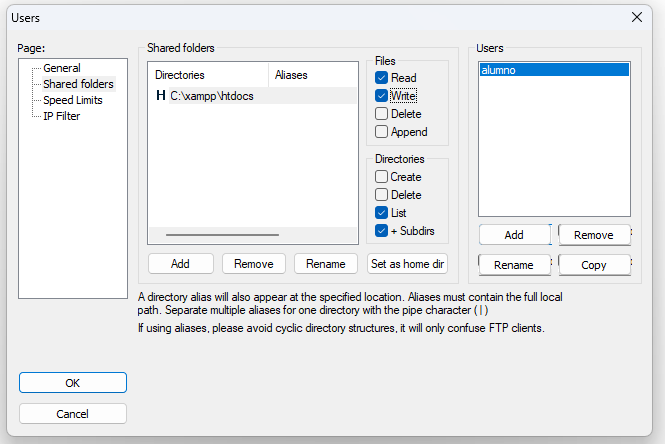 Users
Page:
General
Shared folders
Speed Limits
IP Filter
OK
Cancel
Shared folders
Directories Aliases
H C:\xampp\htdocs
Add Remove Rename Set as home dir
Files
Read
Write
Delete
Append
Directories
Create
Delete
List
+ Subdirs
Users
alumno
Add Remove
Rename Copy
A directory alias will also appear at the specified location. Aliases must contain the full local
path. Separate multiple aliases for one directory with the pipe character (|)
If using aliases, please avoid cyclic directory structures, it will only confuse FTP clients.